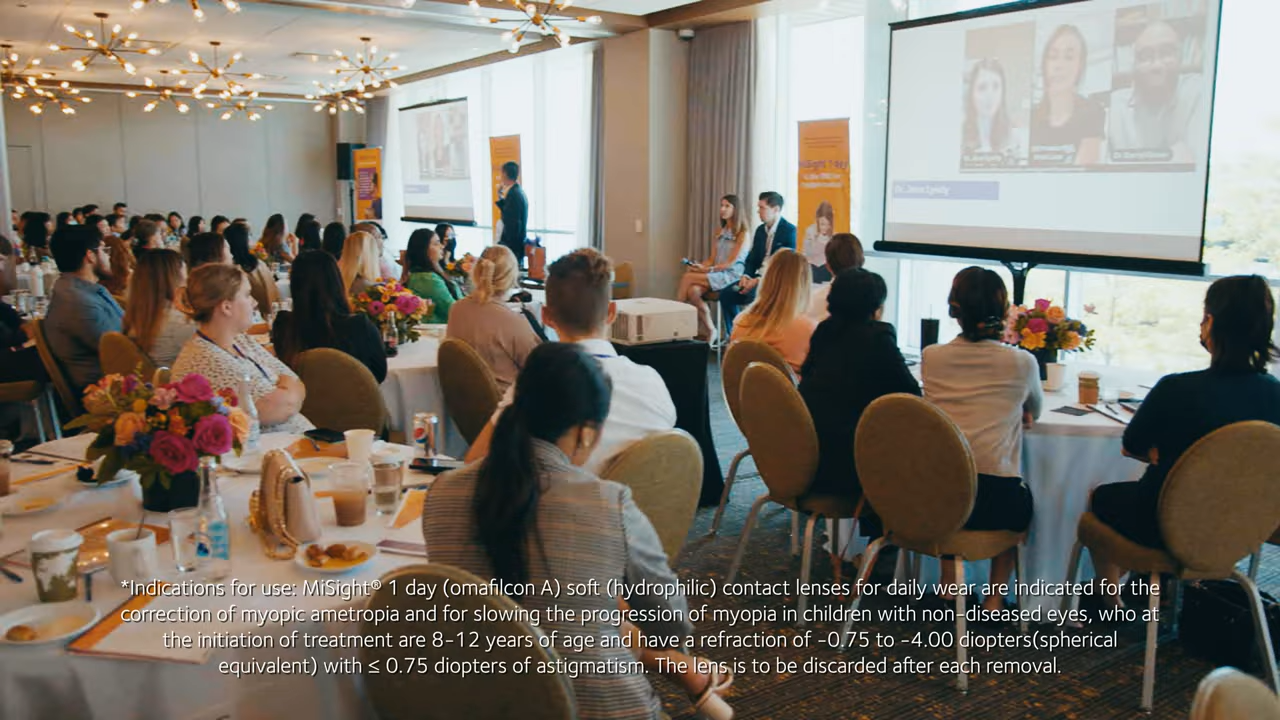 MiSight 1 day
*Indications for use: MiSight® 1 day (omafilcon A) soft (hydrophilic) contact lenses for daily wear are indicated for the
correction of myopic ametropia and for slowing the progression of myopia in children with non-diseased eyes, who at
the initiation of treatment are 8-12 years of age and have a refraction of -0.75 to -4.00 diopters(spherical
equivalent) with ≤ 0.75 diopters of astigmatism. The lens is to be discarded after each removal.